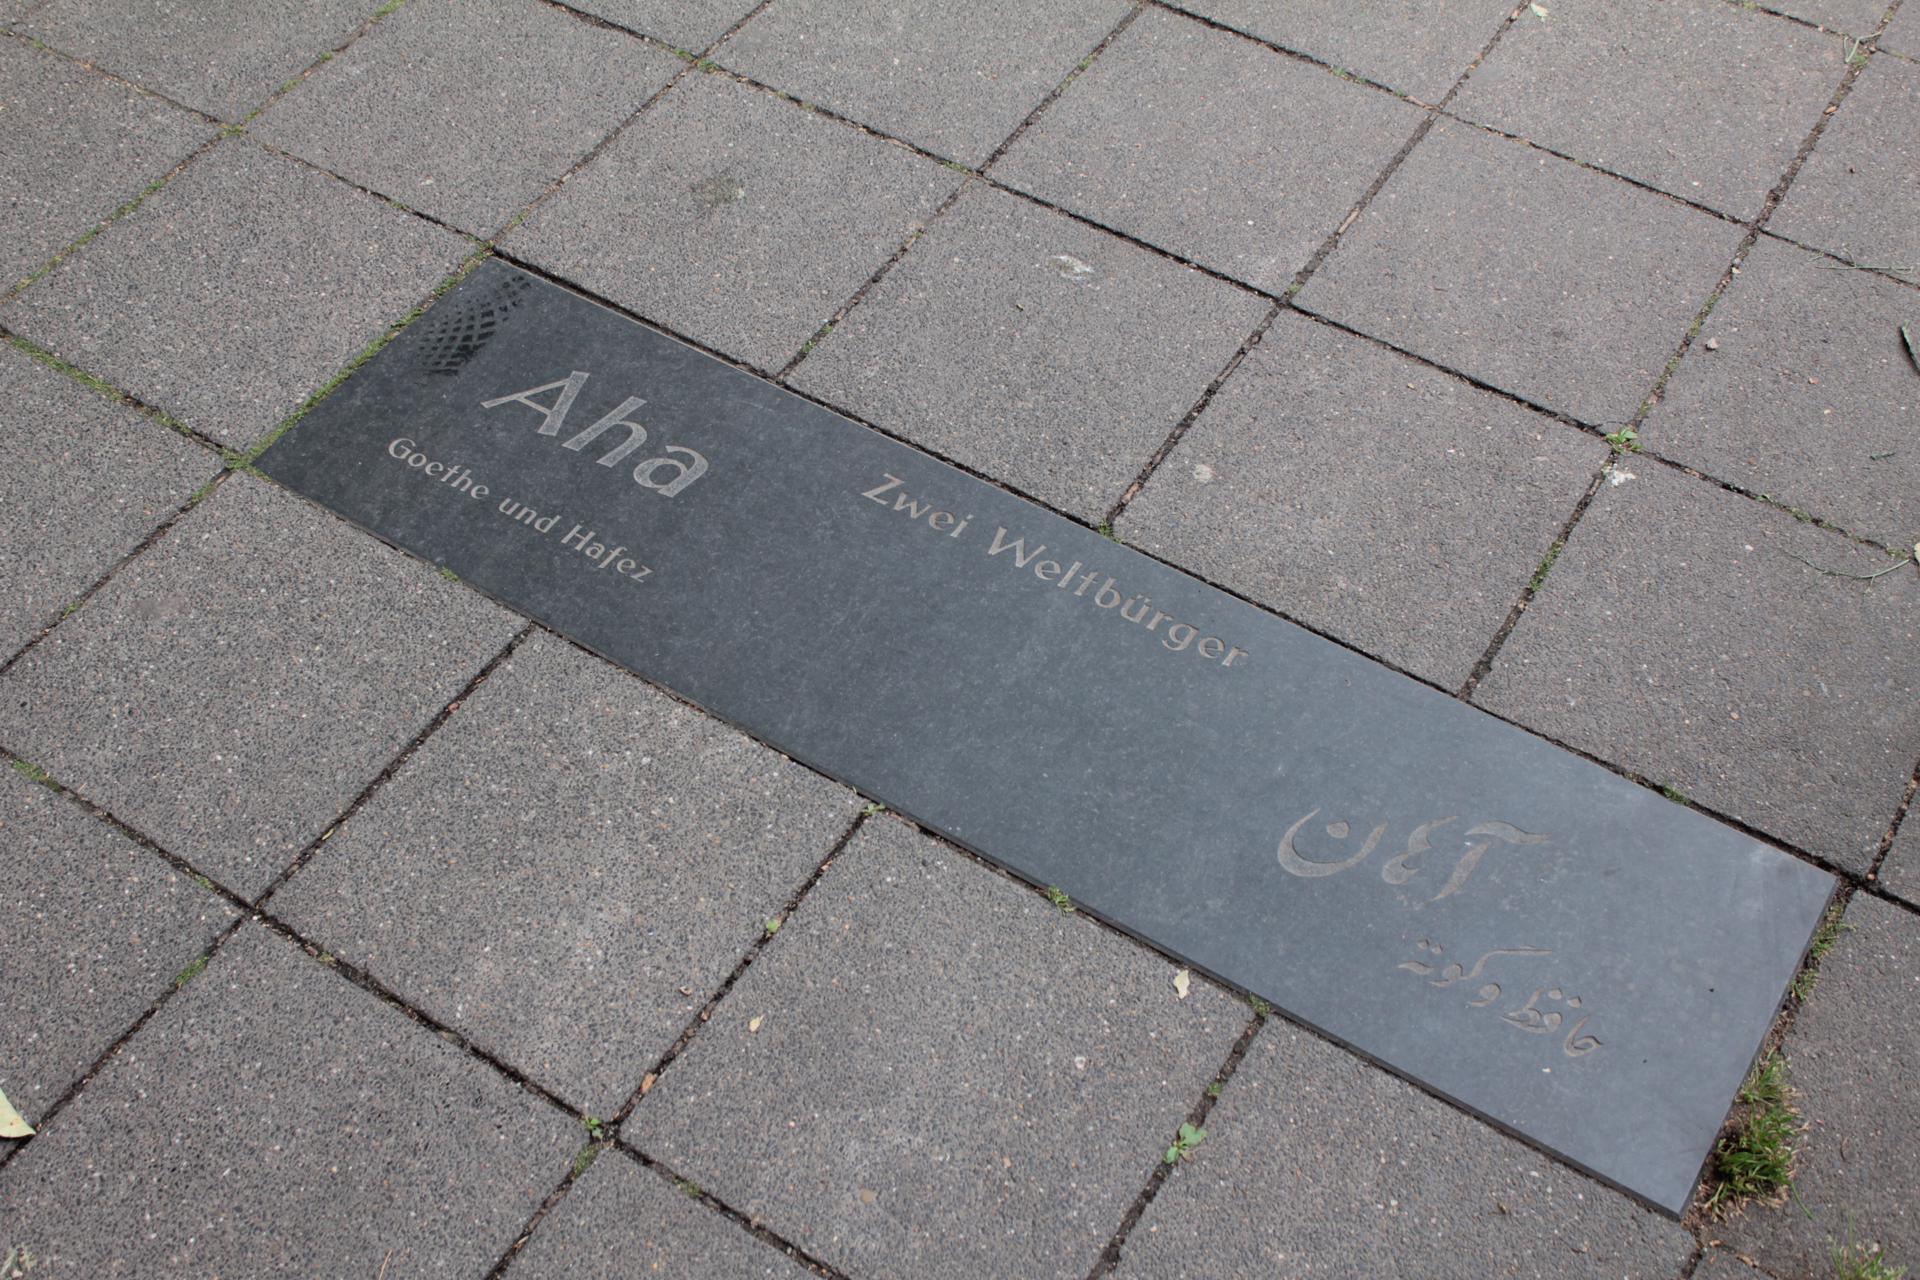 Aha
Goethe und Hafez
Zwei Weltbürger
آهان
حافظ و گوته